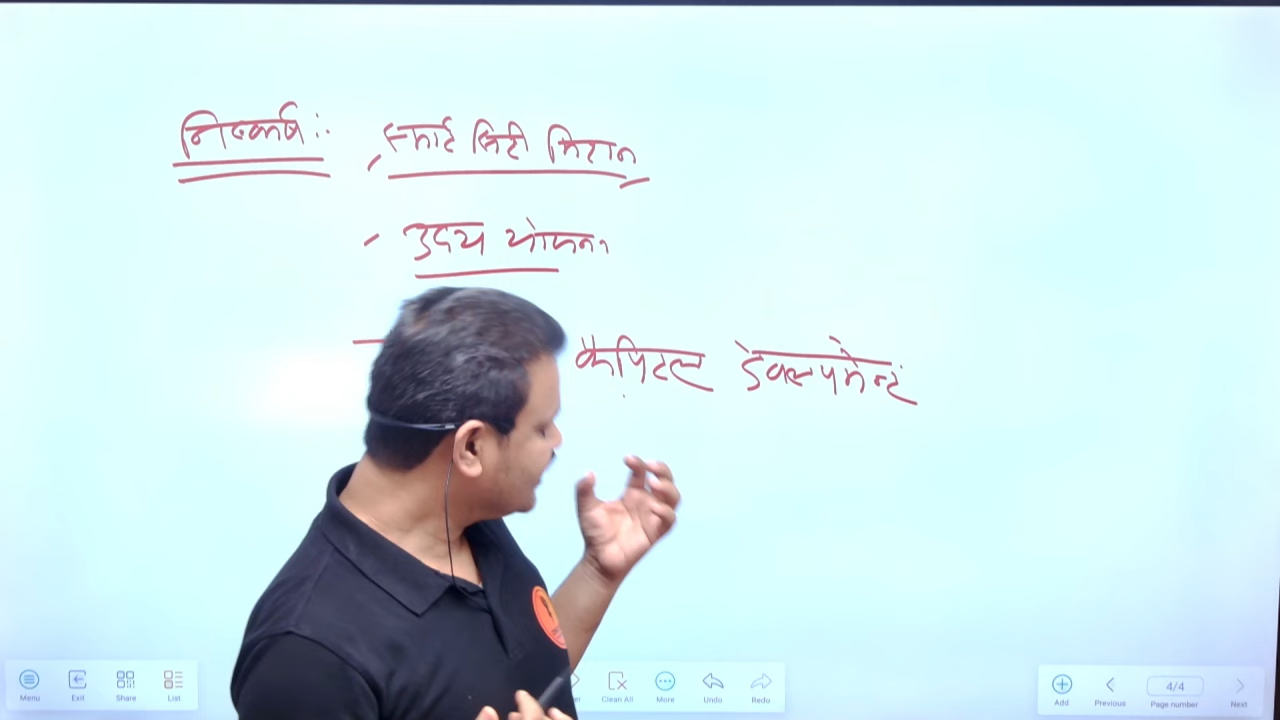 निष्कर्ष :- स्मार्ट सिटी मिशन
उदय योजना
कैपिटल डेवलपमेन्ट
Menu Exit Share List Clean All More Undo Redo Add Previous 4/4 Page number Next